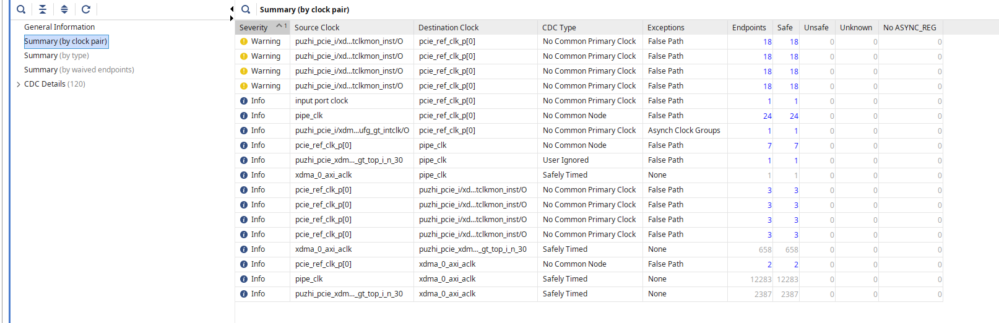 Summary (by clock pair)
General Information
Summary (by clock pair)
Summary (by type)
Summary (by waived endpoints)
CDC Details (120)
Severity 1 Source Clock Destination Clock CDC Type Exceptions Endpoints Safe Unsafe Unknown No ASYNC_REG
Warning puzhi_pcie_i/xd...tclkmon_inst/O pcie_ref_clk_p[0] No Common Primary Clock False Path 18 18 0 0 0
Warning puzhi_pcie_i/xd...tclkmon_inst/O pcie_ref_clk_p[0] No Common Primary Clock False Path 18 18 0 0 0
Warning puzhi_pcie_i/xd...tclkmon_inst/O pcie_ref_clk_p[0] No Common Primary Clock False Path 18 18 0 0 0
Warning puzhi_pcie_i/xd...tclkmon_inst/O pcie_ref_clk_p[0] No Common Primary Clock False Path 18 18 0 0 0
Info input port clock pcie_ref_clk_p[0] No Common Primary Clock False Path 1 1 0 0 0
Info pipe_clk pcie_ref_clk_p[0] No Common Node False Path 24 24 0 0 0
Info puzhi_pcie_i/xdm...ufg_gt_intclk/O pcie_ref_clk_p[0] No Common Primary Clock Asynch Clock Groups 1 1 0 0 0
Info pcie_ref_clk_p[0] pipe_clk No Common Node False Path 7 7 0 0 0
Info puzhi_pcie_xdm..._gt_top_i_n_30 pipe_clk User Ignored False Path 1 1 0 0 0
Info xdma_0_axi_aclk pipe_clk Safely Timed None 1 1 0 0 0
Info pcie_ref_clk_p[0] puzhi_pcie_i/xd...tclkmon_inst/O No Common Primary Clock False Path 3 3 0 0 0
Info pcie_ref_clk_p[0] puzhi_pcie_i/xd...tclkmon_inst/O No Common Primary Clock False Path 3 3 0 0 0
Info pcie_ref_clk_p[0] puzhi_pcie_i/xd...tclkmon_inst/O No Common Primary Clock False Path 3 3 0 0 0
Info pcie_ref_clk_p[0] puzhi_pcie_i/xd...tclkmon_inst/O No Common Primary Clock False Path 3 3 0 0 0
Info xdma_0_axi_aclk puzhi_pcie_xdm..._gt_top_i_n_30 Safely Timed None 658 658 0 0 0
Info pcie_ref_clk_p[0] xdma_0_axi_aclk No Common Node False Path 2 2 0 0 0
Info pipe_clk xdma_0_axi_aclk Safely Timed None 12283 12283 0 0 0
Info puzhi_pcie_xdm..._gt_top_i_n_30 xdma_0_axi_aclk Safely Timed None 2387 2387 0 0 0